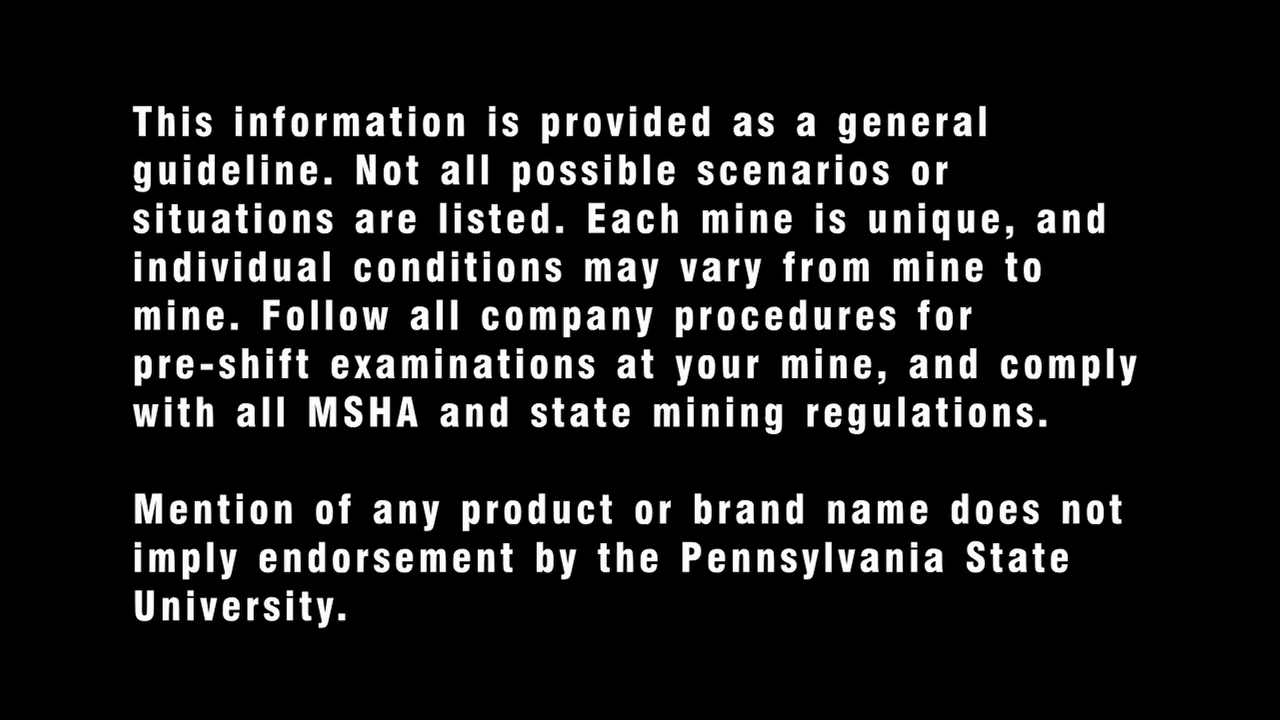 This information is provided as a general
guideline. Not all possible scenarios or
situations are listed. Each mine is unique, and
individual conditions may vary from mine to
mine. Follow all company procedures for
pre-shift examinations at your mine, and comply
with all MSHA and state mining regulations.
Mention of any product or brand name does not
imply endorsement by the Pennsylvania State
University.